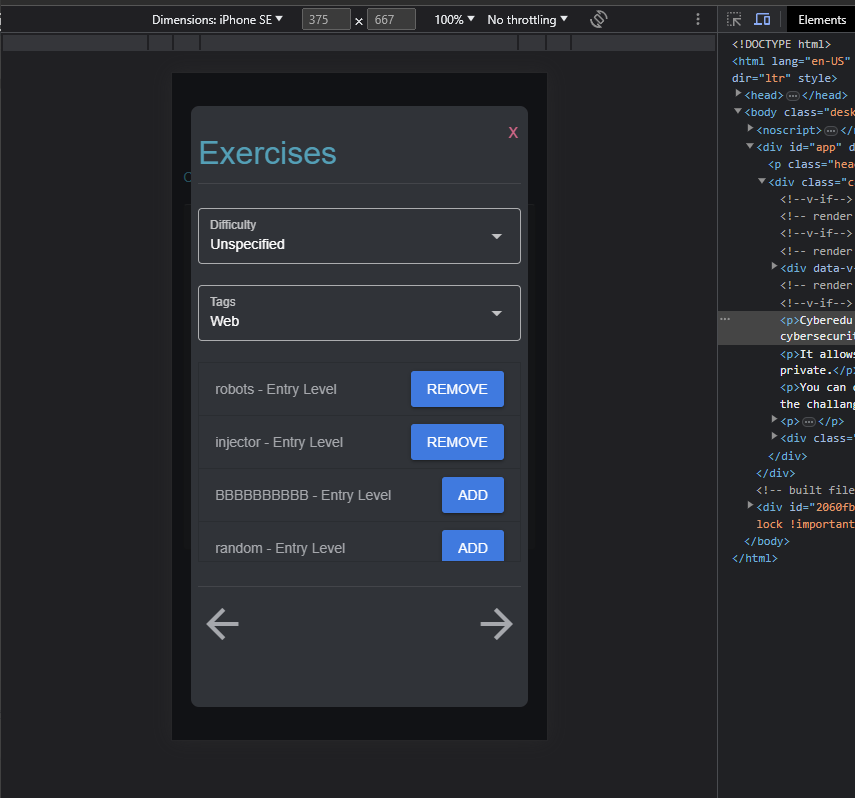 Dimensions: iPhone SE 375 × 667 100% No throttling Elements
<!DOCTYPE html>
<html lang="en-US"
dir="ltr" style>
<head> ··· </head>
<body class="desk
<noscript> ··· </
<div id="app" d
X
Exercises
<p class="head
<div class="c
<!--v-if-->
<!-- render
<!--v-if-->
<!-- render
<div data-v-
<!-- render
<!--v-if-->
Difficulty
Unspecified
Tags
Web
··· <p>Cyberedu
cybersecurit
<p>It allows
private.</p>
<p>You can
the challang
<p> ··· </p>
<div class="
</div>
</div>
<!-- built file
<div id="2060fb
lock !important
</body>
</html>
robots - Entry Level REMOVE
injector - Entry Level REMOVE
BBBBBBBBBB - Entry Level ADD
random - Entry Level ADD